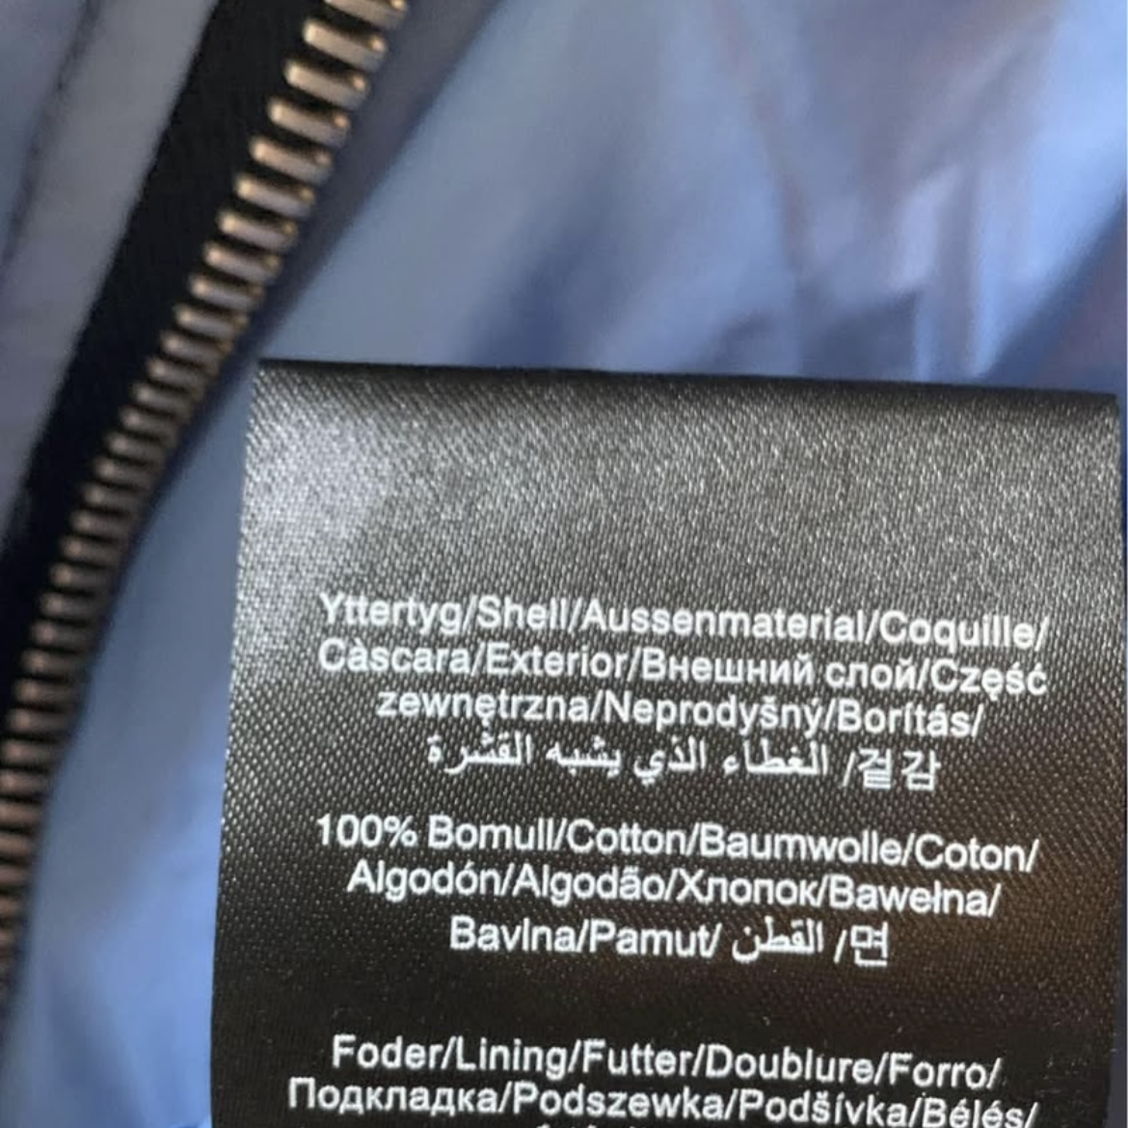 Yttertyg/Shell/Aussenmaterial/Coquille/
Càscara/Exterior/Внешний слой/Część
zewnętrzna/Neprodyšný/Borítás/
الغطاء الذي يشبه القشرة /겉감
100% Bomull/Cotton/Baumwolle/Coton/
Algodón/Algodão/Хлопок/Bawełna/
Bavlna/Pamut/ القطن /면
Foder/Lining/Futter/Doublure/Forro/
Подкладка/Podszewka/Podšívka/Bélés/